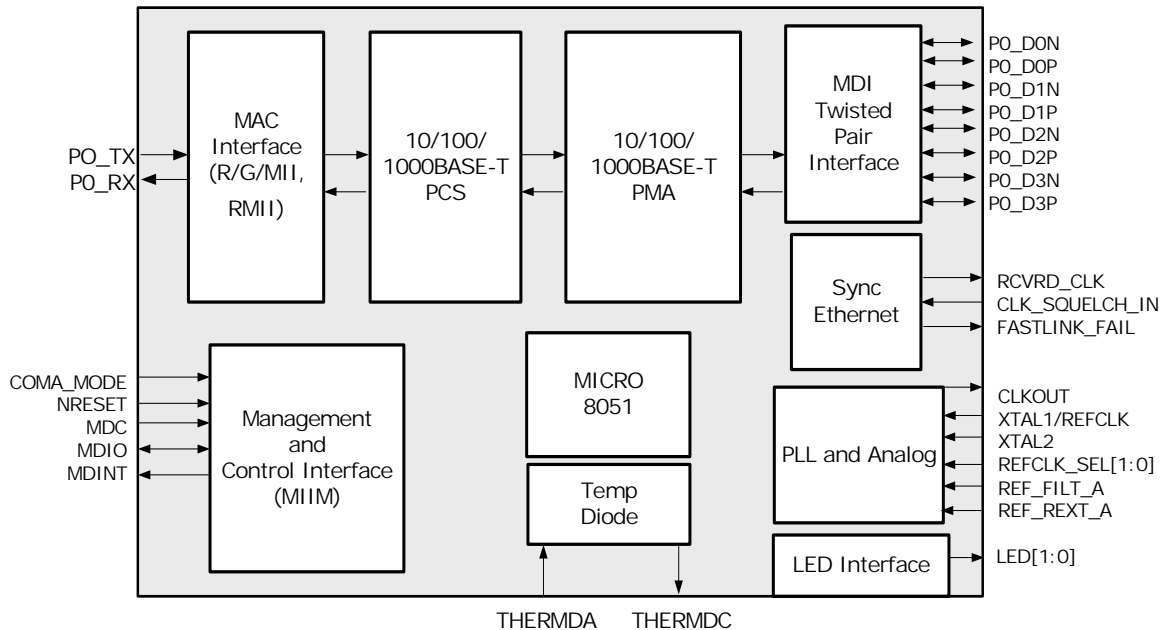 PO_TX
P0_RX
MAC
Interface
(R/G/MII,
RMII)
10/100/
1000BASE-T
PCS
10/100/
1000BASE-T
PMA
MDI
Twisted
Pair
Interface
P0_D0N
P0_D0P
P0_D1N
P0_D1P
P0_D2N
P0_D2P
P0_D3N
P0_D3P
Sync
Ethernet
RCVRD_CLK
CLK_SQUELCH_IN
FASTLINK_FAIL
COMA_MODE
NRESET
MDC
MDIO
MDINT
Management
and
Control Interface
(MIIM)
MICRO
8051
Temp
Diode
THERMDA
THERMDC
PLL and Analog
CLKOUT
XTAL1/REFCLK
XTAL2
REFCLK_SEL[1:0]
REF_FILT_A
REF_REXT_A
LED Interface
LED[1:0]